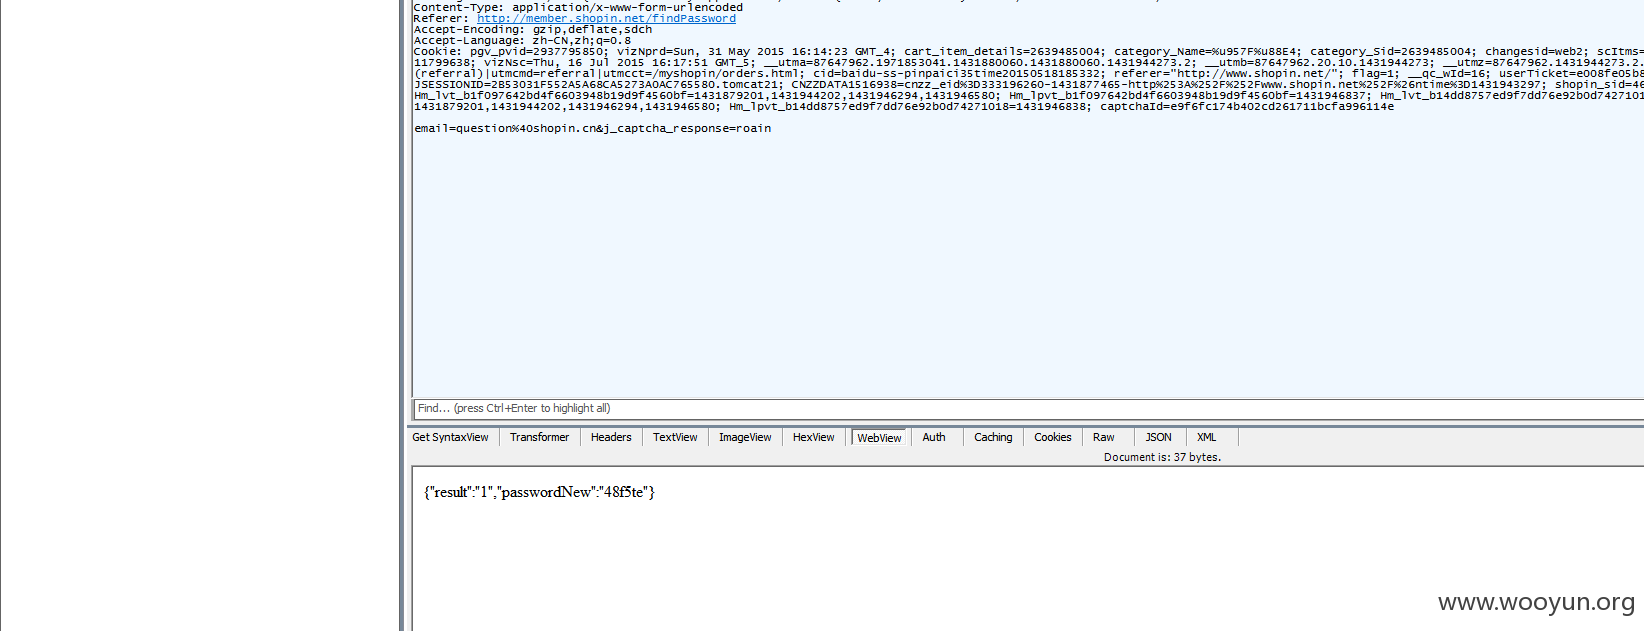 Content-Type: application/x-www-form-urlencoded
Referer: http://member.shopin.net/findPassword
Accept-Encoding: gzip,deflate,sdch
Accept-Language: zh-CN,zh;q=0.8
Cookie: pgv_pvid=2937795850; vizNprd=Sun, 31 May 2015 16:14:23 GMT_4; cart_item_details=2639485004; category_Name=%u957F%u88E4; category_Sid=2639485004; changesid=web2; scItms=
11799638; vizNsc=Thu, 16 Jul 2015 16:17:51 GMT_5; __utma=87647962.1971853041.1431880060.1431880060.1431944273.2; __utmb=87647962.20.10.1431944273; __utmz=87647962.1431944273.2.
(referral)|utmcmd=referral|utmcct=/myshopin/orders.html; cid=baidu-ss-pinpaici35time20150518185332; referer="http://www.shopin.net/"; flag=1; __qc_wId=16; userTicket=e008fe05b8
JSESSIONID=2B53031F552A5A68CA5273A0AC765580.tomcat21; CNZZDATA1516938=cnzz_eid%3D333196260-1431877465-http%253A%252F%252Fwww.shopin.net%252F%26ntime%3D1431943297; shopin_sid=46
Hm_lvt_b1f097642bd4f6603948b19d9f4560bf=1431879201,1431944202,1431946294,1431946580; Hm_lpvt_b1f097642bd4f6603948b19d9f4560bf=1431946837; Hm_lvt_b14dd8757ed9f7dd76e92b0d7427101
1431879201,1431944202,1431946294,1431946580; Hm_lpvt_b14dd8757ed9f7dd76e92b0d74271018=1431946838; captchaId=e9f6fc174b402cd261711bcfa996114e
email=question%40shopin.cn&j_captcha_response=roain
Find... (press Ctrl+Enter to highlight all)
Get SyntaxView Transformer Headers TextView ImageView HexView WebView Auth Caching Cookies Raw JSON XML
Document is: 37 bytes.
{"result":"1","passwordNew":"48f5te"}
www.wooyun.org